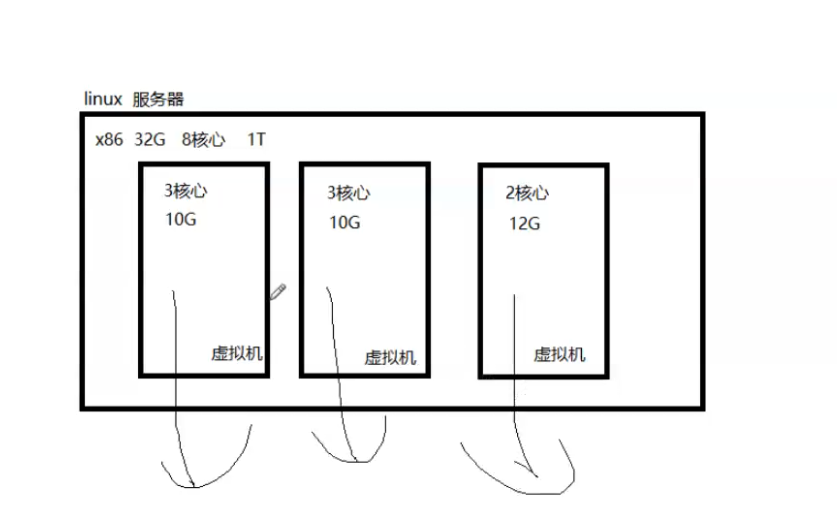 linux 服务器
x86 32G 8核心 1T
3核心
10G
虚拟机
3核心
10G
虚拟机
2核心
12G
虚拟机